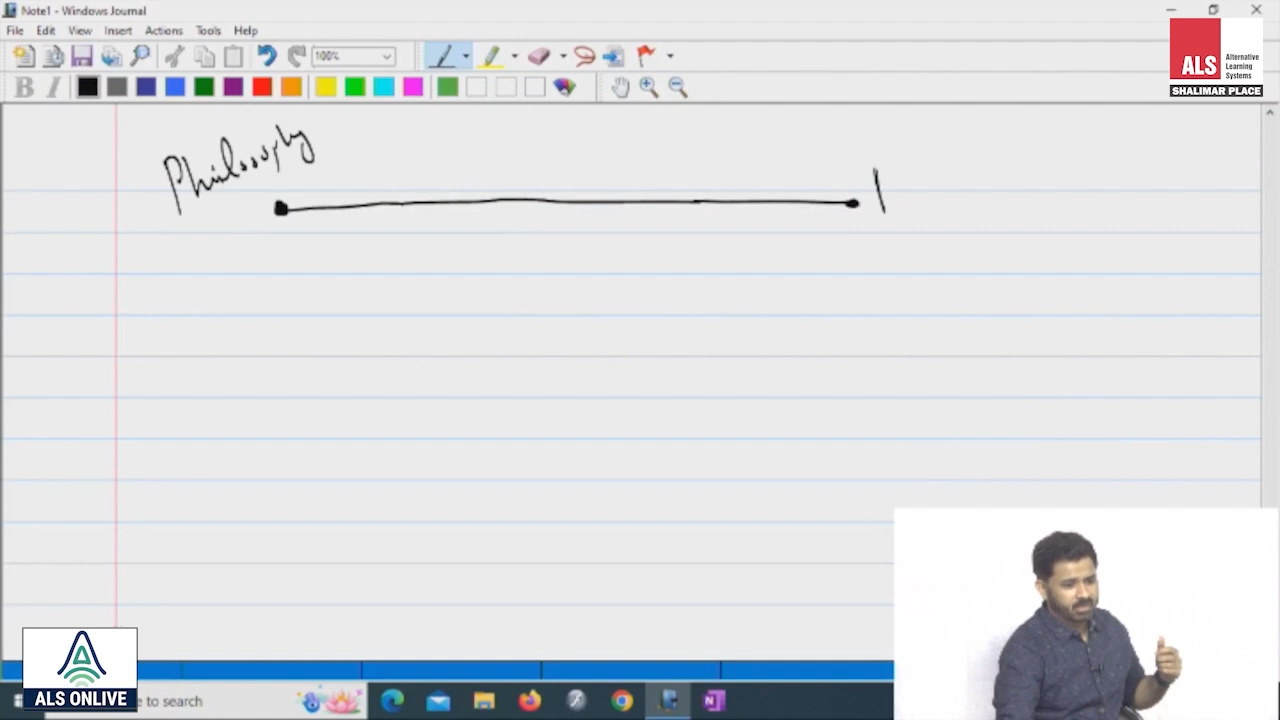 Note1 - Windows Journal
File Edit View Insert Actions Tools Help
100%
B I
ALS Alternative Learning Systems
SHALIMAR PLACE
Philosophy
ALS ONLIVE
e to search